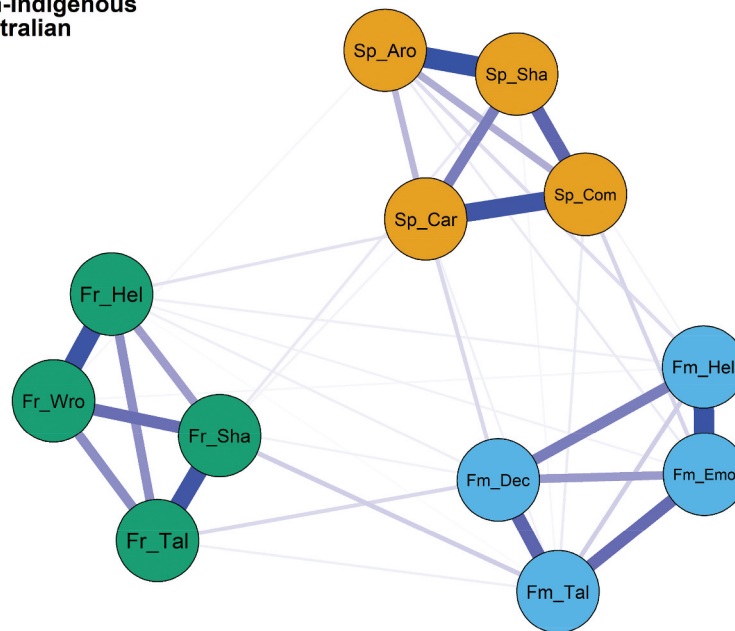 -Indigenous
tralian
Sp_Aro
Sp_Sha
Sp_Com
Sp_Car
Fr_Hel
Fm_Hel
Fr_Wro
Fr_Sha
Fm_Dec
Fm_Emo
Fr_Tal
Fm_Tal